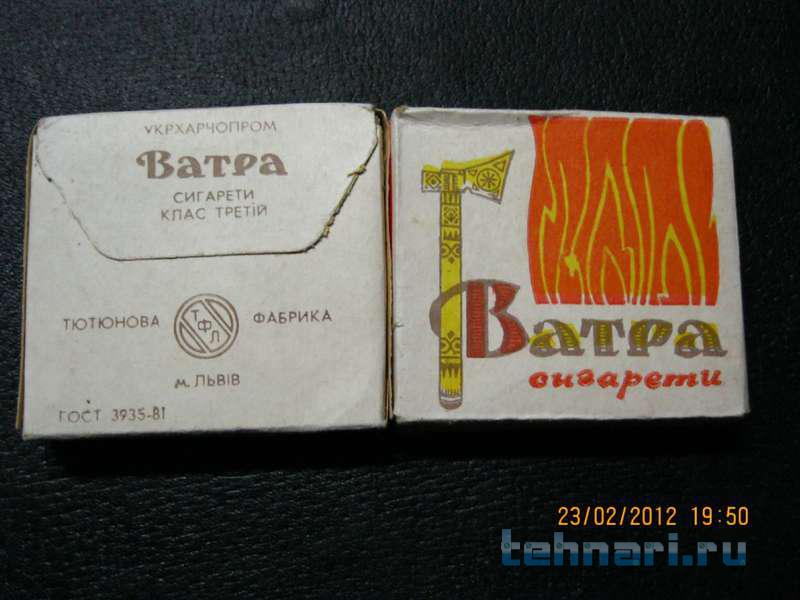 УКРХАРЧОПРОМ
Ватра
СИГАРЕТИ
КЛАС ТРЕТІЙ
ТЮТЮНОВА ТФЛ ФАБРИКА
м. ЛЬВІВ
ГОСТ 3935-81
Ватра
сигарети
23/02/2012 19:50
tehnari.ru